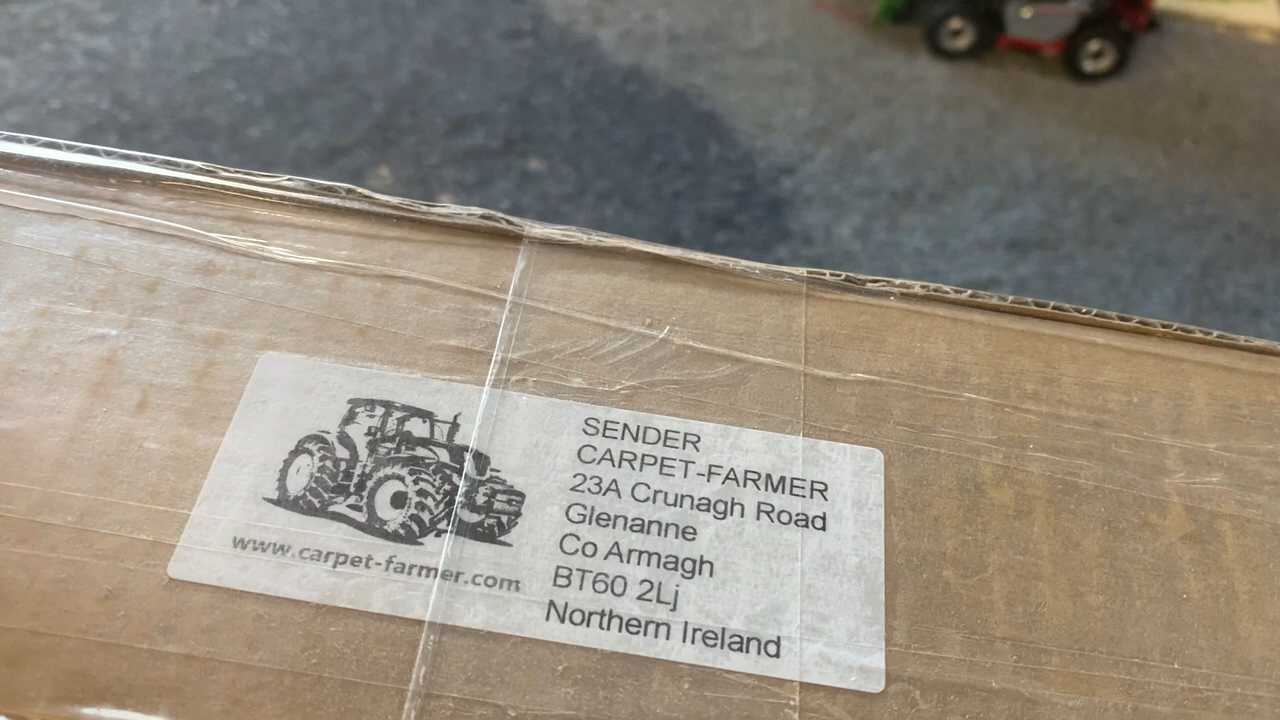 SENDER
CARPET-FARMER
23A Crunagh Road
Glenanne
Co Armagh
BT60 2Lj
Northern Ireland
www.carpet-farmer.com